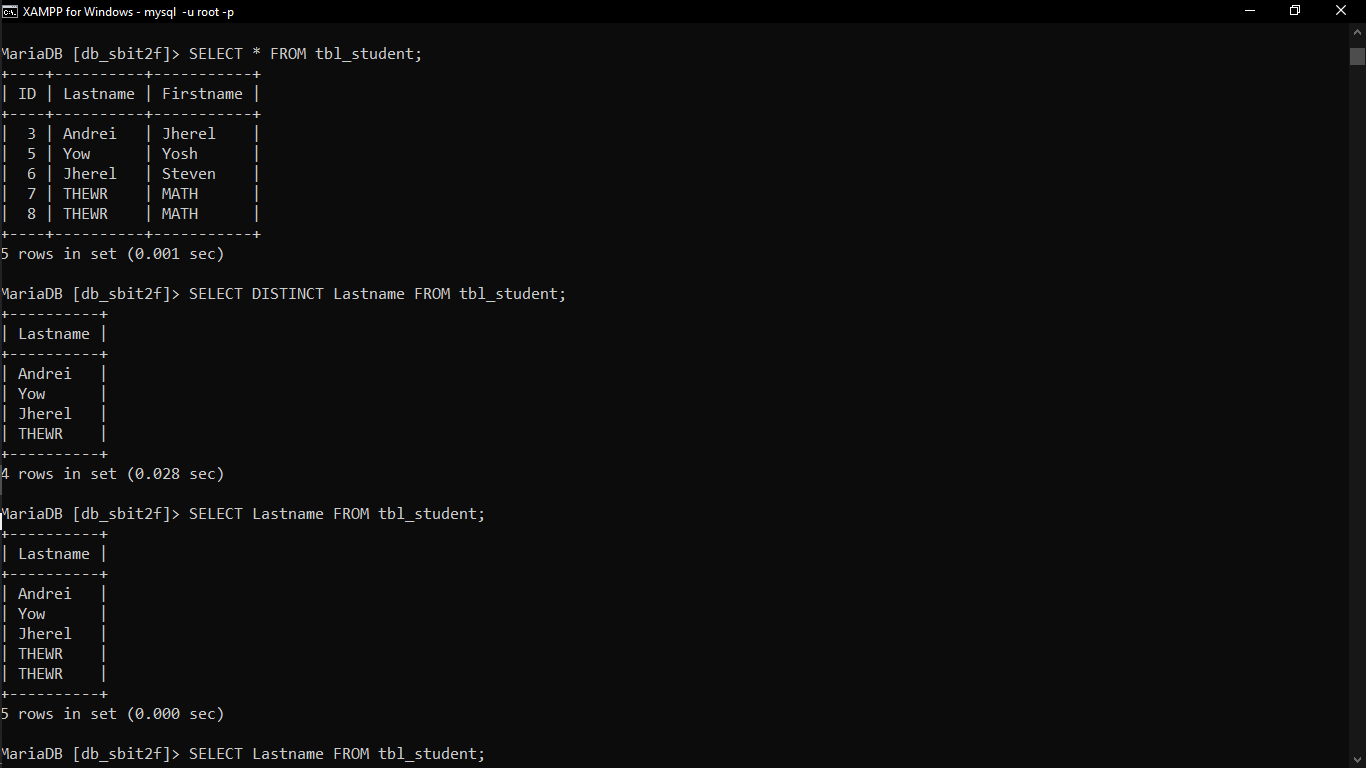 XAMPP for Windows - mysql -u root -p
MariaDB [db_sbit2f]> SELECT * FROM tbl_student;
+----+----------+-----------+
| ID | Lastname | Firstname |
+----+----------+-----------+
|  3 | Andrei   | Jherel    |
|  5 | Yow      | Yosh      |
|  6 | Jherel   | Steven    |
|  7 | THEWR    | MATH      |
|  8 | THEWR    | MATH      |
+----+----------+-----------+
5 rows in set (0.001 sec)
MariaDB [db_sbit2f]> SELECT DISTINCT Lastname FROM tbl_student;
+----------+
| Lastname |
+----------+
| Andrei   |
| Yow      |
| Jherel   |
| THEWR    |
+----------+
4 rows in set (0.028 sec)
MariaDB [db_sbit2f]> SELECT Lastname FROM tbl_student;
+----------+
| Lastname |
+----------+
| Andrei   |
| Yow      |
| Jherel   |
| THEWR    |
| THEWR    |
+----------+
5 rows in set (0.000 sec)
MariaDB [db_sbit2f]> SELECT Lastname FROM tbl_student;